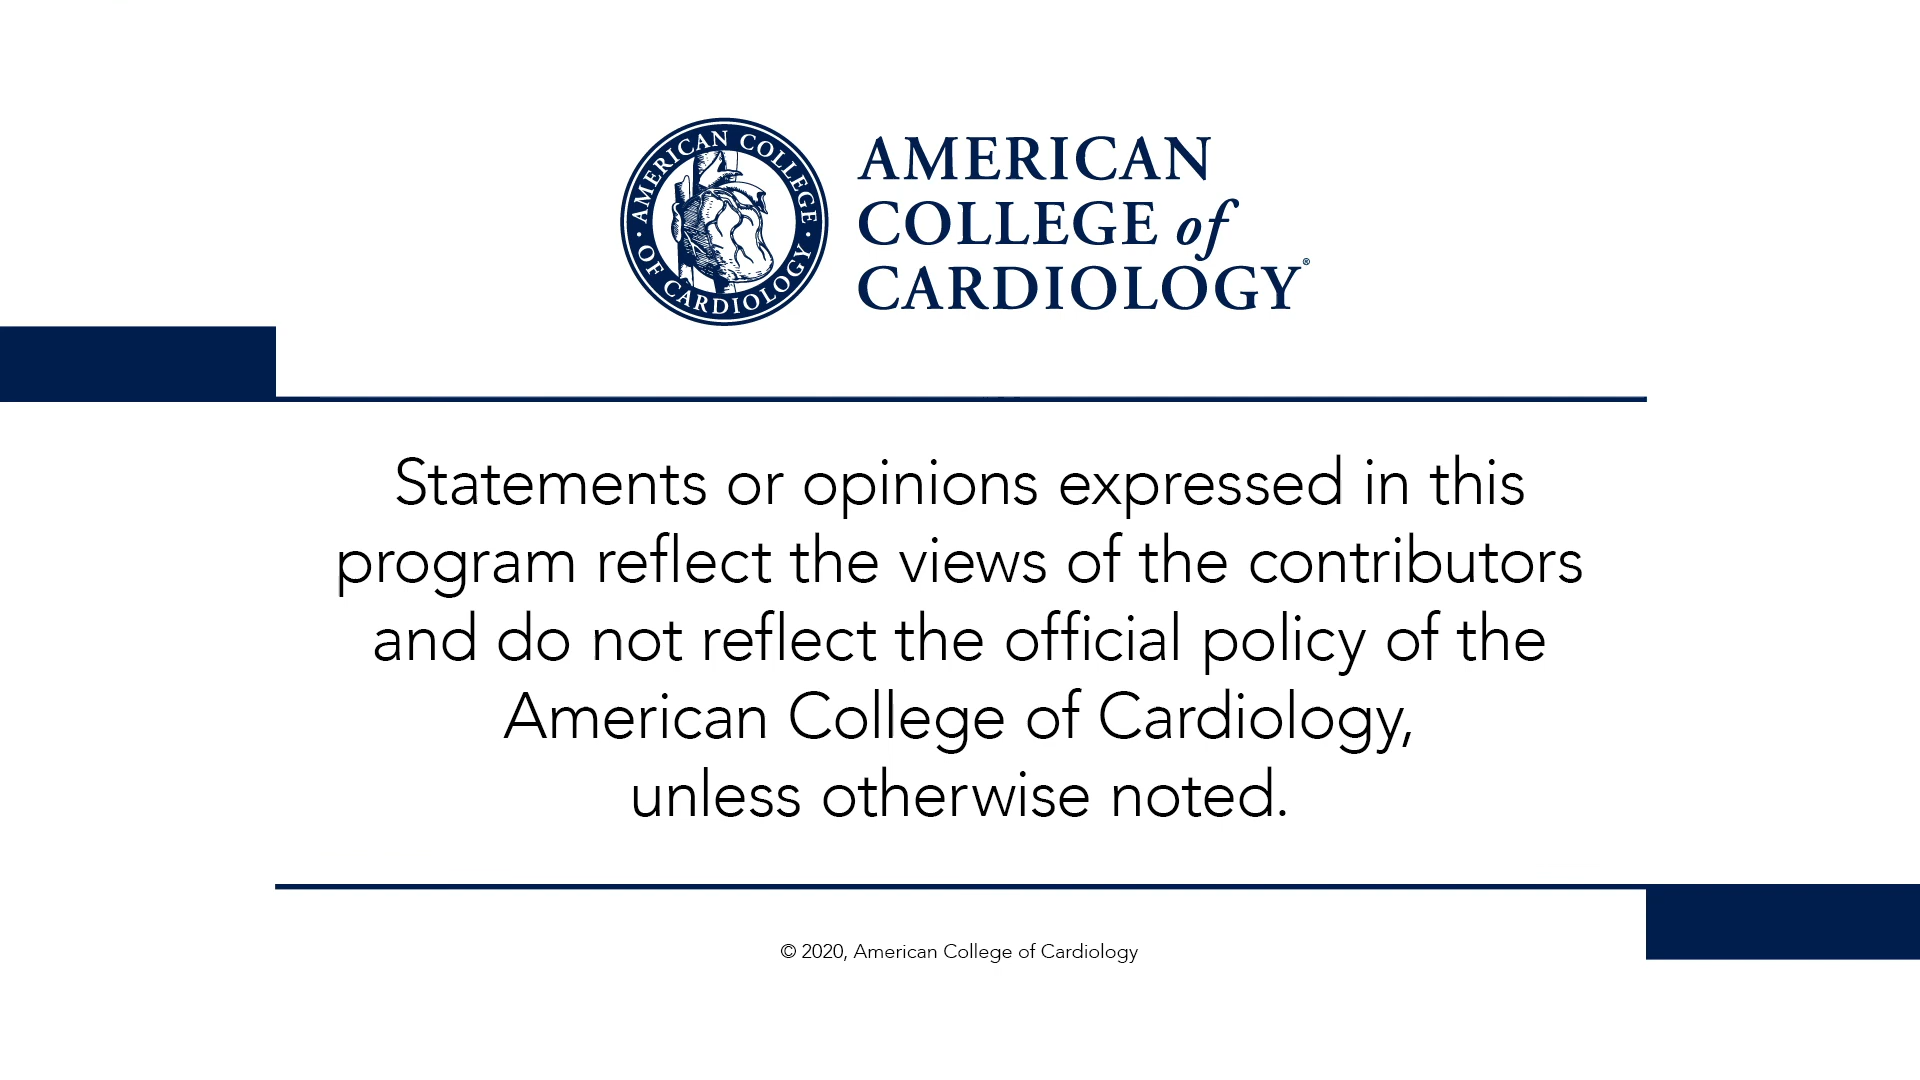 AMERICAN COLLEGE
· OF CARDIOLOGY ·
AMERICAN
COLLEGE of
CARDIOLOGY®
Statements or opinions expressed in this
program reflect the views of the contributors
and do not reflect the official policy of the
American College of Cardiology,
unless otherwise noted.
© 2020, American College of Cardiology